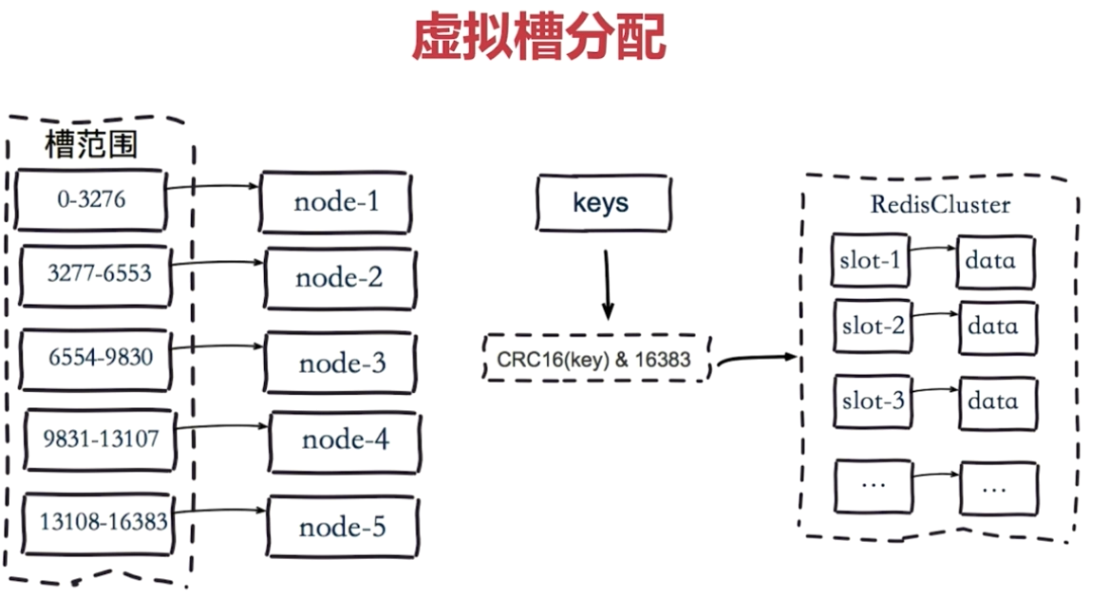 虚拟槽分配
槽范围
0-3276
node-1
3277-6553
node-2
6554-9830
node-3
9831-13107
node-4
13108-16383
node-5
keys
CRC16(key) & 16383
RedisCluster
slot-1
data
slot-2
data
slot-3
data
...
...